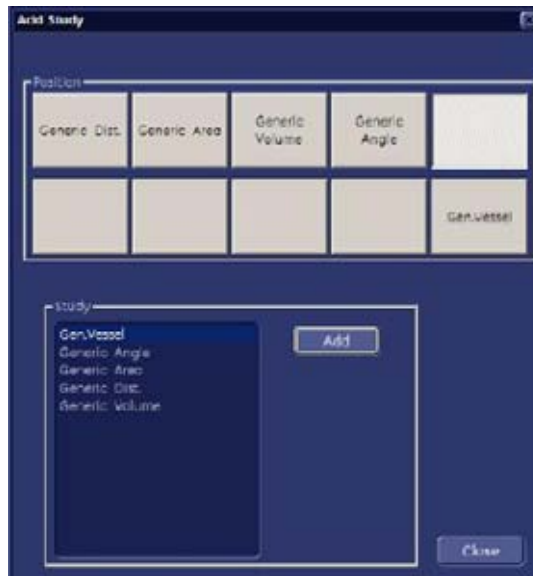 Add Study
Position
Generic Dist.
Generic Area
Generic
Volume
Generic
Angle
Gen.Vessel
Study
Gen.Vessel
Generic Angle
Generic Area
Generic Dist.
Generic Volume
Add
Close